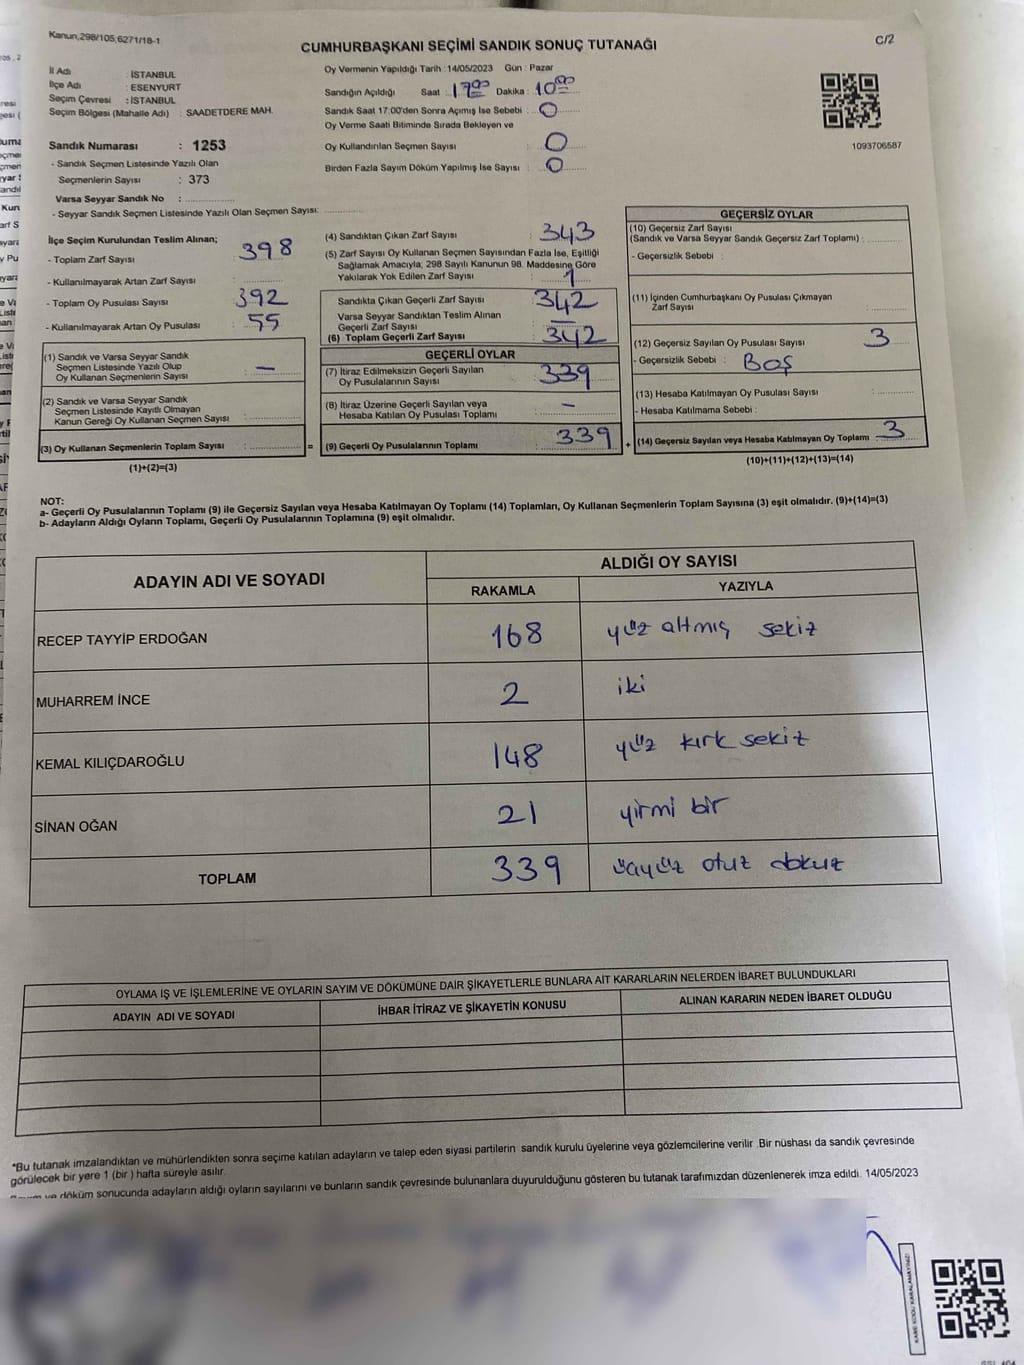 Kanun,298/105,6271/18-1
CUMHURBAŞKANI SEÇİMİ SANDIK SONUÇ TUTANAĞI
C/2
İl Adı : İSTANBUL
İlçe Adı : ESENYURT
Seçim Çevresi : İSTANBUL
Seçim Bölgesi (Mahalle Adı) : SAADETDERE MAH.
Sandık Numarası : 1253
- Sandık Seçmen Listesinde Yazılı Olan
Seçmenlerin Sayısı : 373
Varsa Seyyar Sandık No :
- Seyyar Sandık Seçmen Listesinde Yazılı Olan Seçmen Sayısı:
Oy Vermenin Yapıldığı Tarih :14/05/2023 Gün : Pazar
Sandığın Açıldığı Saat : 17⁰⁰ Dakika : 10⁰⁰
Sandık Saat 17:00'den Sonra Açımış İse Sebebi : 0
Oy Verme Saati Bitiminde Sırada Bekleyen ve
Oy Kullandırılan Seçmen Sayısı : 0
Birden Fazla Sayım Döküm Yapılmış İse Sayısı : 0
1093706587
İlçe Seçim Kurulundan Teslim Alınan;
- Toplam Zarf Sayısı : 398
- Kullanılmayarak Artan Zarf Sayısı :
- Toplam Oy Pusulası Sayısı : 392
- Kullanılmayarak Artan Oy Pusulası : 55
(1) Sandık ve Varsa Seyyar Sandık
Seçmen Listesinde Yazılı Olup
Oy Kullanan Seçmenlerin Sayısı : —
(2) Sandık ve Varsa Seyyar Sandık
Seçmen Listesinde Kayıtlı Olmayan
Kanun Gereği Oy Kullanan Seçmen Sayısı :
(3) Oy Kullanan Seçmenlerin Toplam Sayısı : =
(1)+(2)=(3)
(4) Sandıktan Çıkan Zarf Sayısı : 343
(5) Zarf Sayısı Oy Kullanan Seçmen Sayısından Fazla İse, Eşitliği
Sağlamak Amacıyla; 298 Sayılı Kanunun 98. Maddesine Göre
Yakılarak Yok Edilen Zarf Sayısı : 1
Sandıkta Çıkan Geçerli Zarf Sayısı : 342
Varsa Seyyar Sandıktan Teslim Alınan
Geçerli Zarf Sayısı : —
(6) Toplam Geçerli Zarf Sayısı : 342
GEÇERLİ OYLAR
(7) İtiraz Edilmeksizin Geçerli Sayılan
Oy Pusulalarının Sayısı : 339
(8) İtiraz Üzerine Geçerli Sayılan veya
Hesaba Katılan Oy Pusulası Toplamı : —
(9) Geçerli Oy Pusulalarının Toplamı : 339 +
GEÇERSİZ OYLAR
(10) Geçersiz Zarf Sayısı
(Sandık ve Varsa Seyyar Sandık Geçersiz Zarf Toplamı) :
- Geçersizlik Sebebi :
(11) İçinden Cumhurbaşkanı Oy Pusulası Çıkmayan
Zarf Sayısı :
(12) Geçersiz Sayılan Oy Pusulası Sayısı : 3
- Geçersizlik Sebebi : Boş
(13) Hesaba Katılmayan Oy Pusulası Sayısı :
- Hesaba Katılmama Sebebi :
(14) Geçersiz Sayılan veya Hesaba Katılmayan Oy Toplamı : 3
(10)+(11)+(12)+(13)=(14)
NOT:
a- Geçerli Oy Pusulalarının Toplamı (9) ile Geçersiz Sayılan veya Hesaba Katılmayan Oy Toplamı (14) Toplamları, Oy Kullanan Seçmenlerin Toplam Sayısına (3) eşit olmalıdır. (9)+(14)=(3)
b- Adayların Aldığı Oyların Toplamı, Geçerli Oy Pusulalarının Toplamına (9) eşit olmalıdır.
ADAYIN ADI VE SOYADI
ALDIĞI OY SAYISI
RAKAMLA YAZIYLA
RECEP TAYYİP ERDOĞAN 168 yüz altmış sekiz
MUHARREM İNCE 2 iki
KEMAL KILIÇDAROĞLU 148 yüz kırk sekiz
SİNAN OĞAN 21 yirmi bir
TOPLAM 339 üçyüz otuz dokuz
OYLAMA İŞ VE İŞLEMLERİNE VE OYLARIN SAYIM VE DÖKÜMÜNE DAİR ŞİKAYETLERLE BUNLARA AİT KARARLARIN NELERDEN İBARET BULUNDUKLARI
ADAYIN ADI VE SOYADI İHBAR İTİRAZ VE ŞİKAYETİN KONUSU ALINAN KARARIN NEDEN İBARET OLDUĞU
*Bu tutanak imzalandıktan ve mühürlendikten sonra seçime katılan adayların ve talep eden siyasi partilerin sandık kurulu üyelerine veya gözlemcilerine verilir .Bir nüshası da sandık çevresinde
görülecek bir yere 1 (bir ) hafta süreyle asılır.
ve döküm sonucunda adayların aldığı oyların sayılarını ve bunların sandık çevresinde bulunanlara duyurulduğunu gösteren bu tutanak tarafımızdan düzenlenerek imza edildi. 14/05/2023
KARE KODU KARALAMAYINIZ!